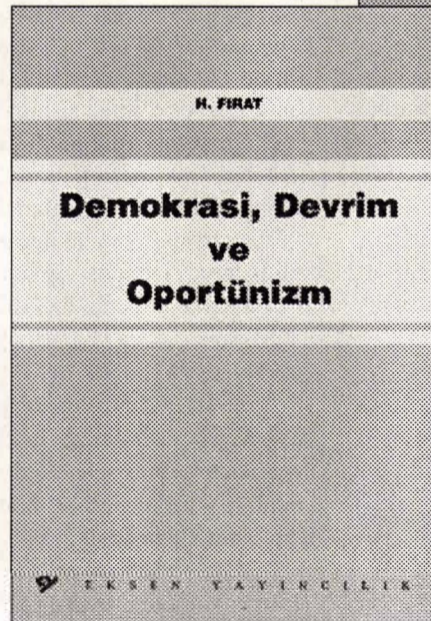 H. FIRAT
Demokrasi, Devrim
ve
Oportünizm
EKSEN YAYINCILIK